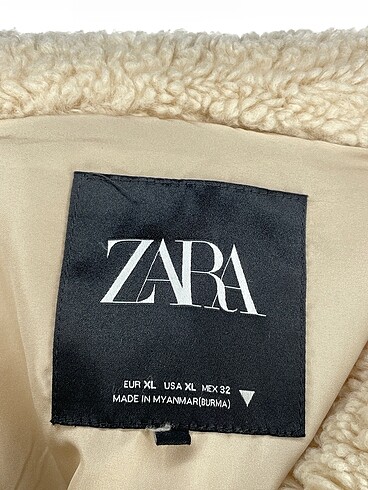 ZARA
EUR XL USA XL MEX 32
MADE IN MYANMAR(BURMA)